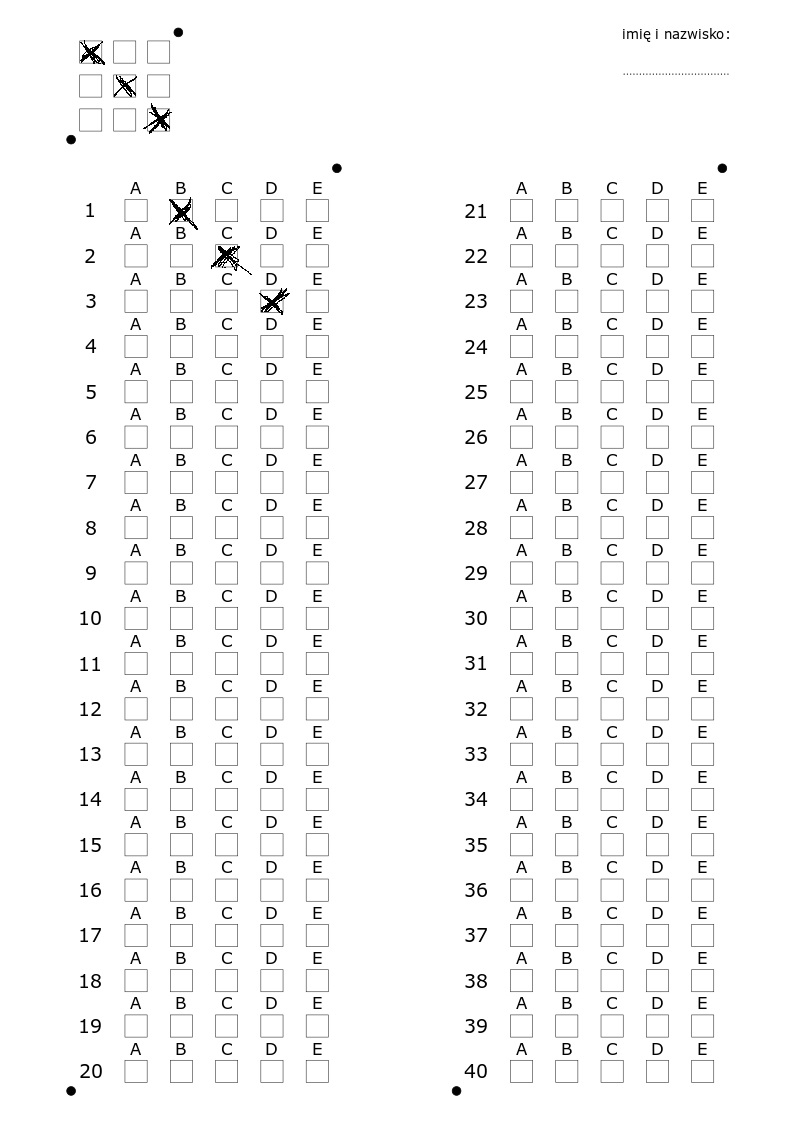 imię i nazwisko:
................................
A B C D E
1
A B C D E
2
A B C D E
3
A B C D E
4
A B C D E
5
A B C D E
6
A B C D E
7
A B C D E
8
A B C D E
9
A B C D E
10
A B C D E
11
A B C D E
12
A B C D E
13
A B C D E
14
A B C D E
15
A B C D E
16
A B C D E
17
A B C D E
18
A B C D E
19
A B C D E
20
A B C D E
21
A B C D E
22
A B C D E
23
A B C D E
24
A B C D E
25
A B C D E
26
A B C D E
27
A B C D E
28
A B C D E
29
A B C D E
30
A B C D E
31
A B C D E
32
A B C D E
33
A B C D E
34
A B C D E
35
A B C D E
36
A B C D E
37
A B C D E
38
A B C D E
39
A B C D E
40